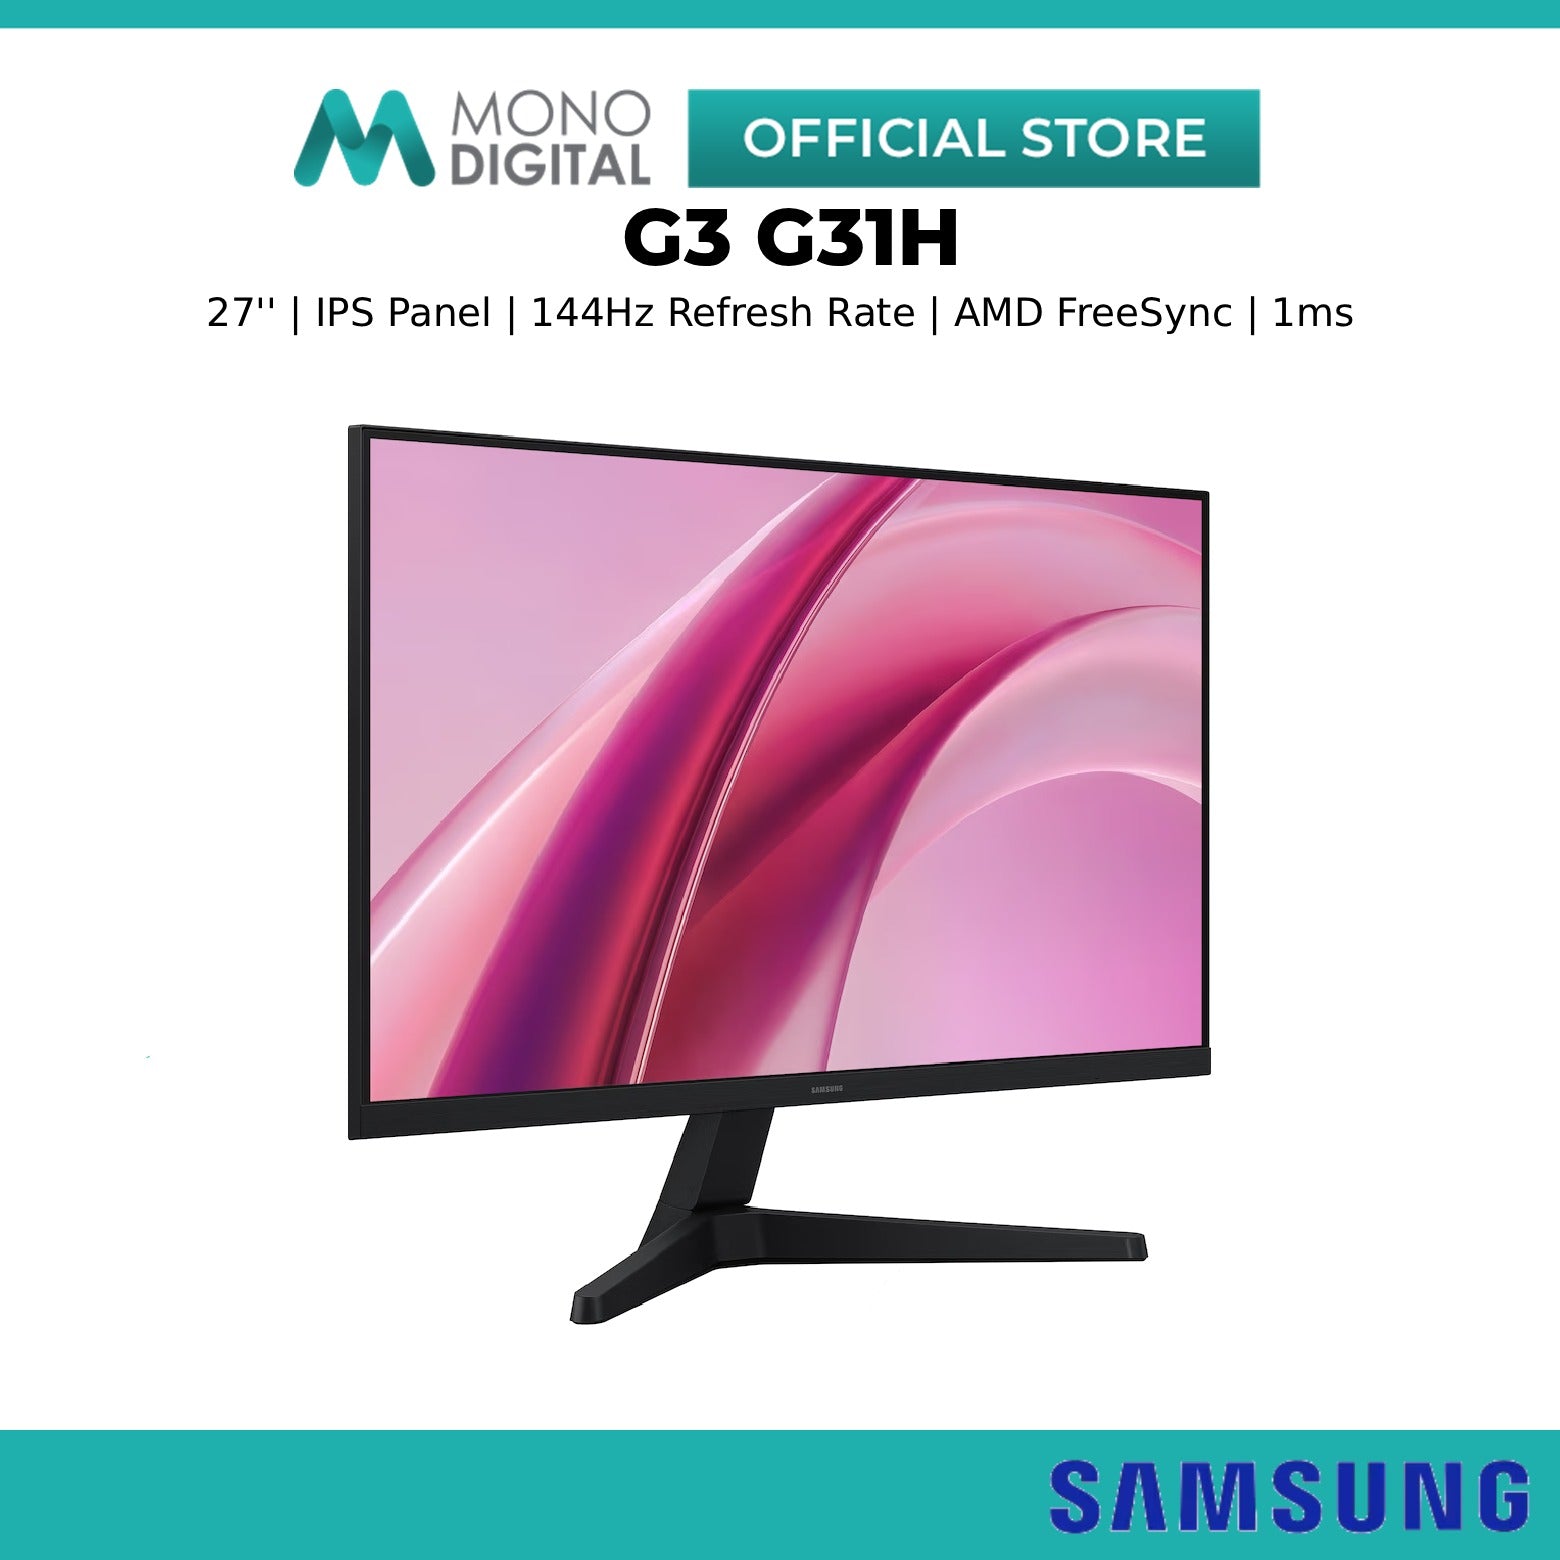 MONO
DIGITAL
OFFICIAL STORE
G3 G31H
27'' | IPS Panel | 144Hz Refresh Rate | AMD FreeSync | 1ms
SAMSUNG
SAMSUNG